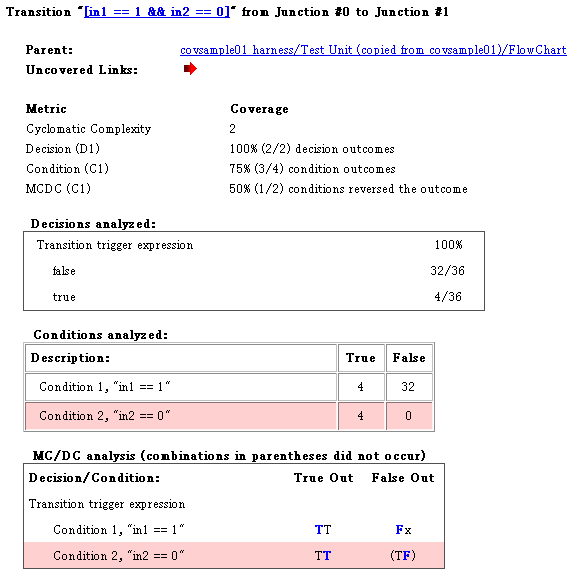 Transition "[in1 == 1 && in2 == 0]" from Junction #0 to Junction #1
Parent: covsample01 harness/Test Unit (copied from covsample01)/FlowChart
Uncovered Links:
Metric Coverage
Cyclomatic Complexity 2
Decision (D1) 100% (2/2) decision outcomes
Condition (C1) 75% (3/4) condition outcomes
MCDC (C1) 50% (1/2) conditions reversed the outcome
Decisions analyzed:
Transition trigger expression 100%
false 32/36
true 4/36
Conditions analyzed:
Description: True False
Condition 1, "in1 == 1" 4 32
Condition 2, "in2 == 0" 4 0
MC/DC analysis (combinations in parentheses did not occur)
Decision/Condition: True Out False Out
Transition trigger expression
Condition 1, "in1 == 1" TT Fx
Condition 2, "in2 == 0" TT (TF)